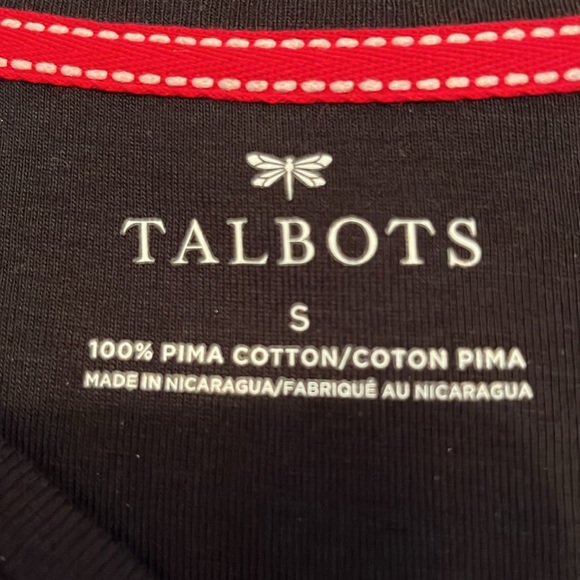 TALBOTS
S
100% PIMA COTTON/COTON PIMA
MADE IN NICARAGUA/FABRIQUÉ AU NICARAGUA